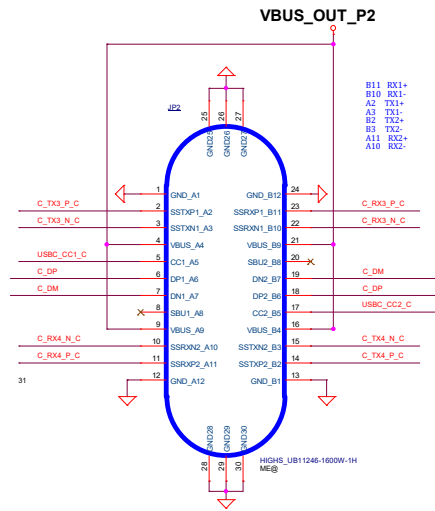 VBUS_OUT_P2
B11 RX1+
B10 RX1-
A2 TX1+
A3 TX1-
B2 TX2+
B3 TX2-
A11 RX2+
A10 RX2-
JP2
25
26
27
GND25
GND26
GND27
1 GND_A1 GND_B12 24
C_TX3_P_C 2 SSTXP1_A2 SSRXP1_B11 23 C_RX3_P_C
C_TX3_N_C 3 SSTXN1_A3 SSRXN1_B10 22 C_RX3_N_C
4 VBUS_A4 VBUS_B9 21
USBC_CC1_C 5 CC1_A5 SBU2_B8 20
C_DP 6 DP1_A6 DN2_B7 19 C_DM
C_DM 7 DN1_A7 DP2_B6 18 C_DP
8 SBU1_A8 CC2_B5 17 USBC_CC2_C
9 VBUS_A9 VBUS_B4 16
C_RX4_N_C 10 SSRXN2_A10 SSTXN2_B3 15 C_TX4_N_C
C_RX4_P_C 11 SSRXP2_A11 SSTXP2_B2 14 C_TX4_P_C
31 12 GND_A12 GND_B1 13
GND28
GND29
GND30
28
29
30
HIGHS_UB11246-1600W-1H
ME@